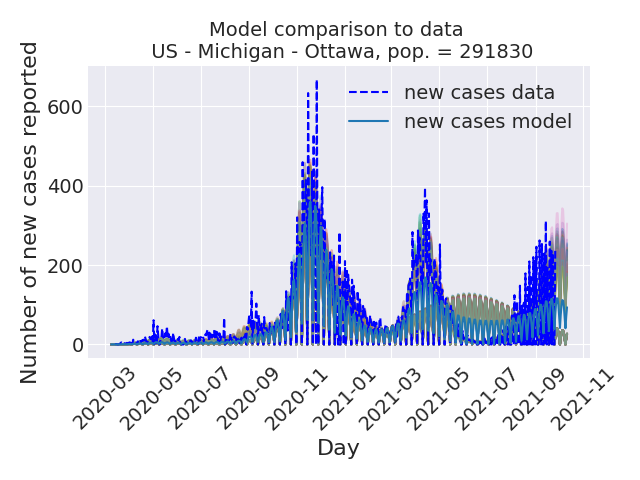 Model comparison to data
US - Michigan - Ottawa, pop. = 291830
Number of new cases reported
600
400
200
0
new cases data
new cases model
2020-03
2020-05
2020-07
2020-09
2020-11
2021-01
2021-03
2021-05
2021-07
2021-09
2021-11
Day